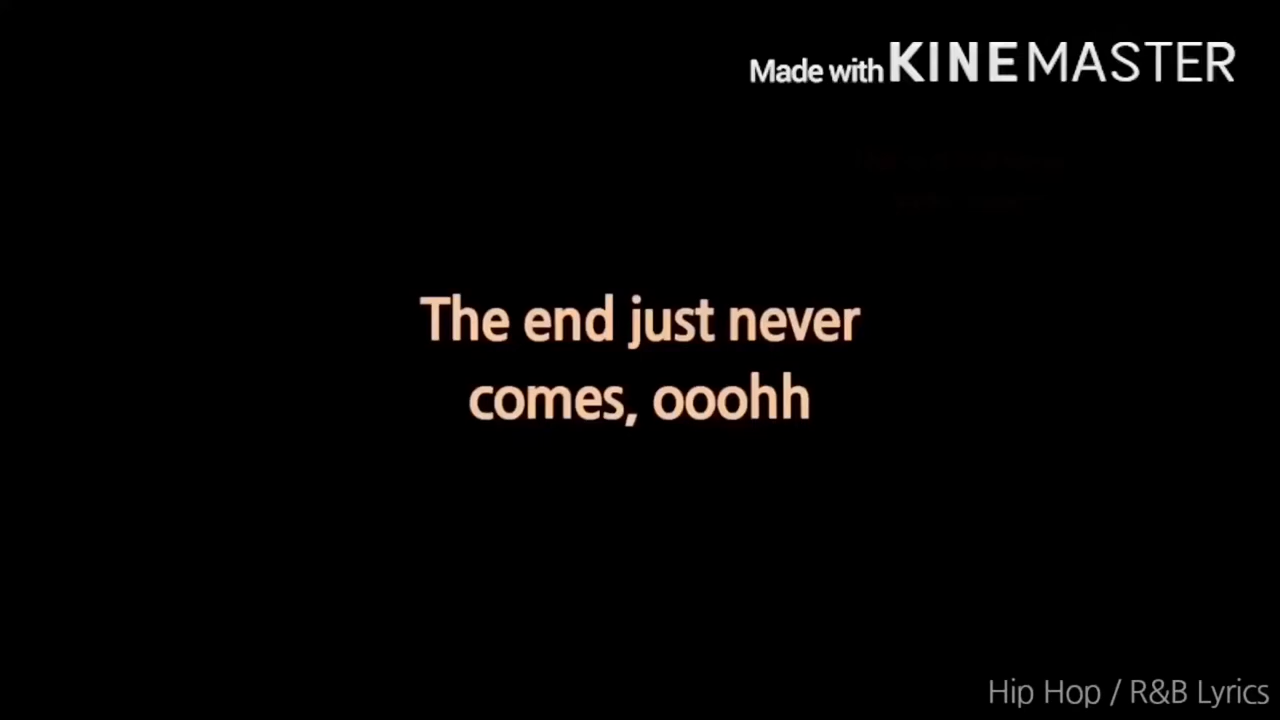 Made with KINEMASTER
The end just never
comes, ooohh
Hip Hop / R&B Lyrics